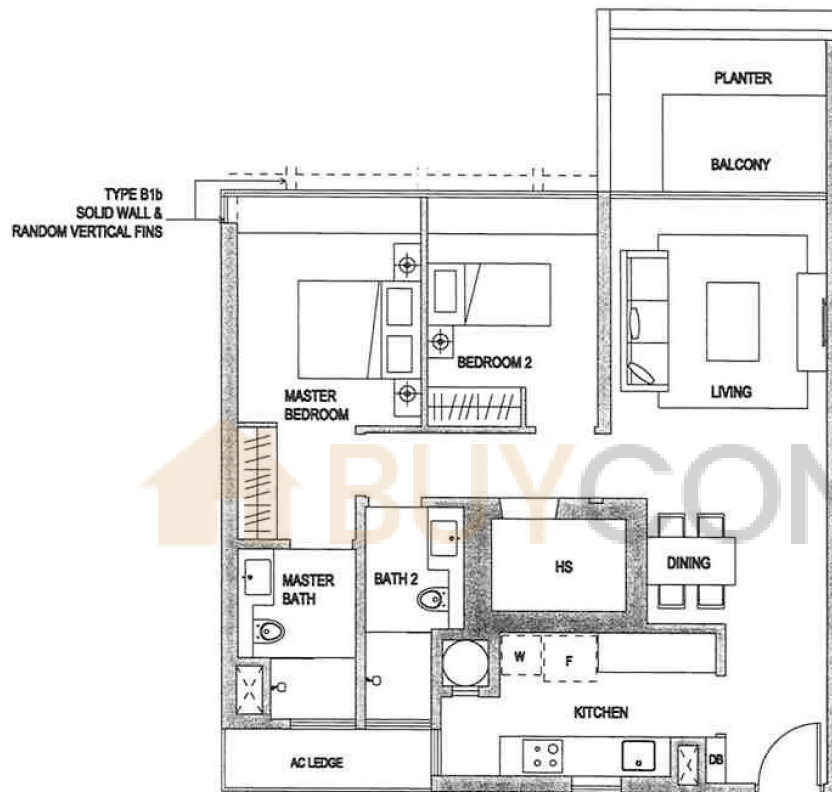 PLANTER
BALCONY
TYPE B1b
SOLID WALL &
RANDOM VERTICAL FINS
BEDROOM 2
MASTER
BEDROOM
LIVING
BUYCON
MASTER
BATH
BATH 2
HS
DINING
W
F
KITCHEN
DB
AC LEDGE